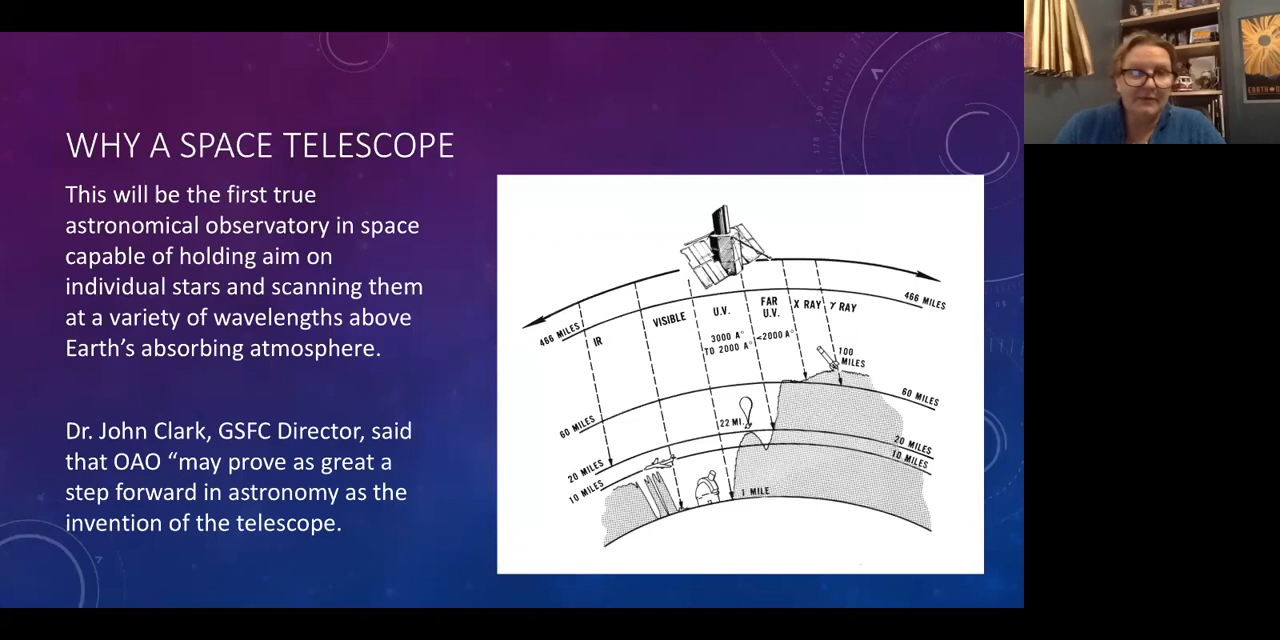 WHY A SPACE TELESCOPE
This will be the first true
astronomical observatory in space
capable of holding aim on
individual stars and scanning them
at a variety of wavelengths above
Earth’s absorbing atmosphere.
Dr. John Clark, GSFC Director, said
that OAO “may prove as great a
step forward in astronomy as the
invention of the telescope.
466 MILES
IR
VISIBLE
U.V.
3000 A°
TO 2000 A°
FAR
U.V.
<2000 A°
X RAY
γ RAY
466 MILES
100
MILES
60 MILES
60 MILES
22 MI.
20 MILES
10 MILES
20 MILES
10 MILES
1 MILE